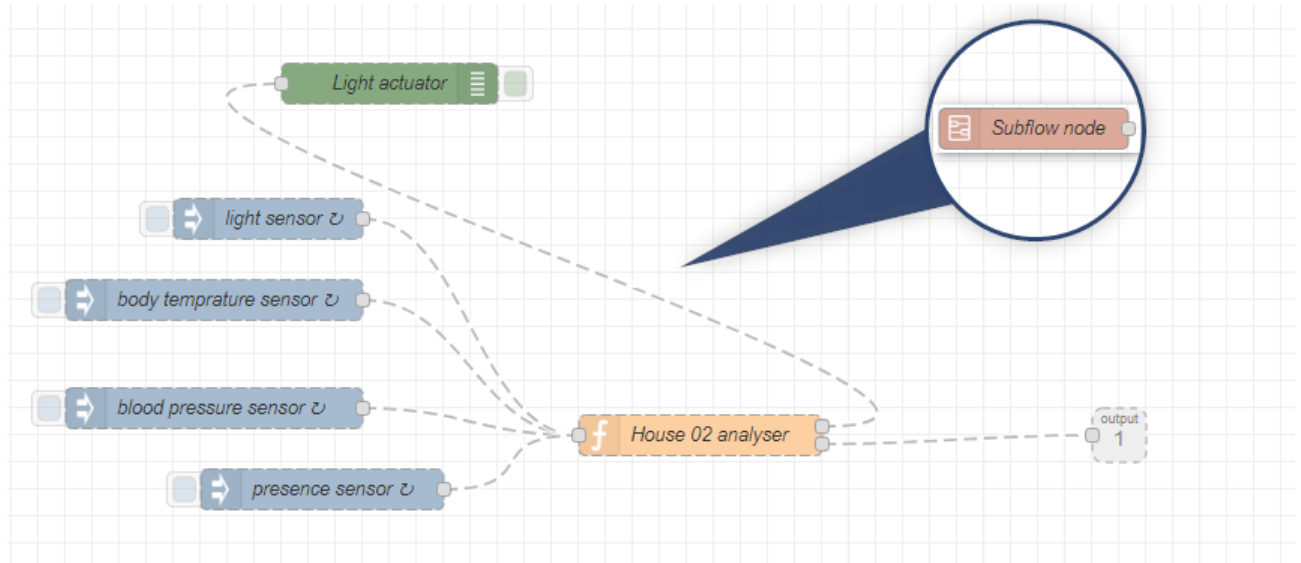 Light actuator
Subflow node
light sensor ↻
body temprature sensor ↻
blood pressure sensor ↻
House 02 analyser
output
1
presence sensor ↻